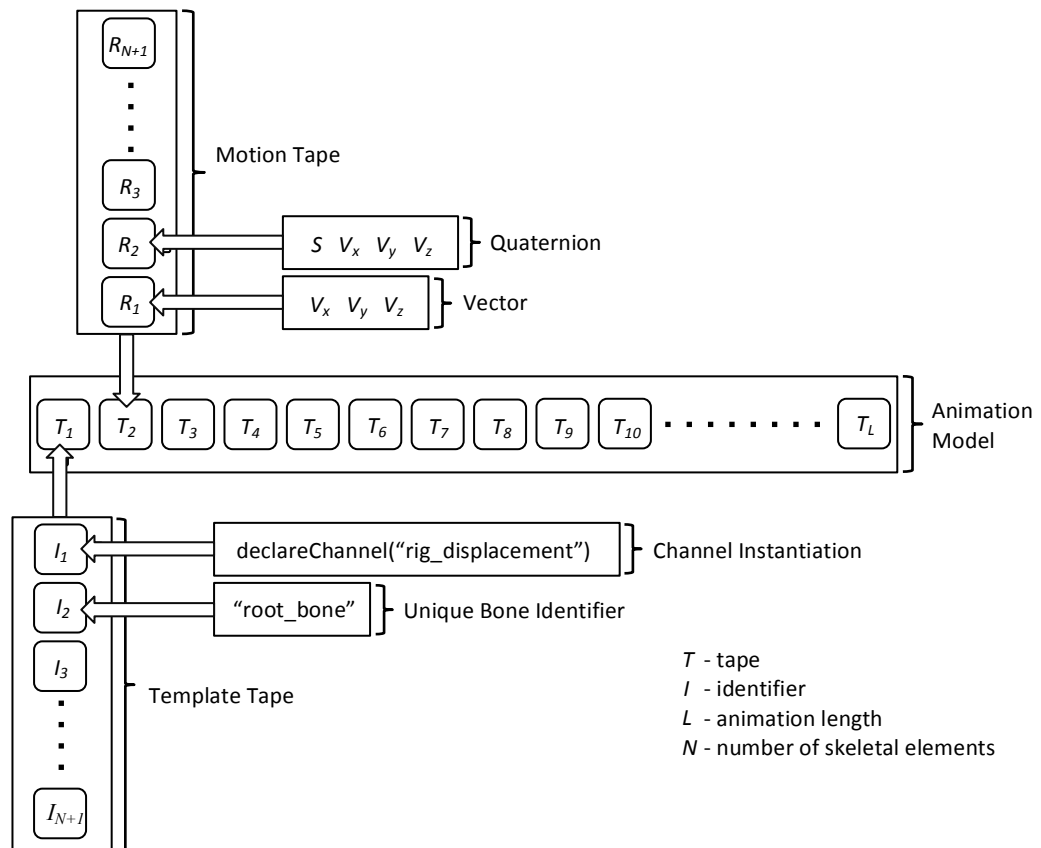 R_{N+1}
R_3
R_2
R_1
Motion Tape
S V_x V_y V_z
Quaternion
V_x V_y V_z
Vector
T_1 T_2 T_3 T_4 T_5 T_6 T_7 T_8 T_9 T_{10} T_L
Animation
Model
I_1
declareChannel(“rig_displacement”)
Channel Instantiation
I_2
“root_bone”
Unique Bone Identifier
I_3
Template Tape
I_{N+1}
T - tape
I - identifier
L - animation length
N - number of skeletal elements